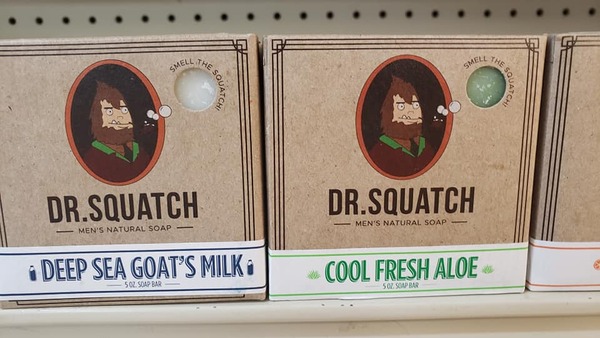 SMELL THE SQUATCH!
DR.SQUATCH
MEN'S NATURAL SOAP
DEEP SEA GOAT'S MILK
5 OZ. SOAP BAR
SMELL THE SQUATCH!
DR.SQUATCH
MEN'S NATURAL SOAP
COOL FRESH ALOE
5 OZ. SOAP BAR